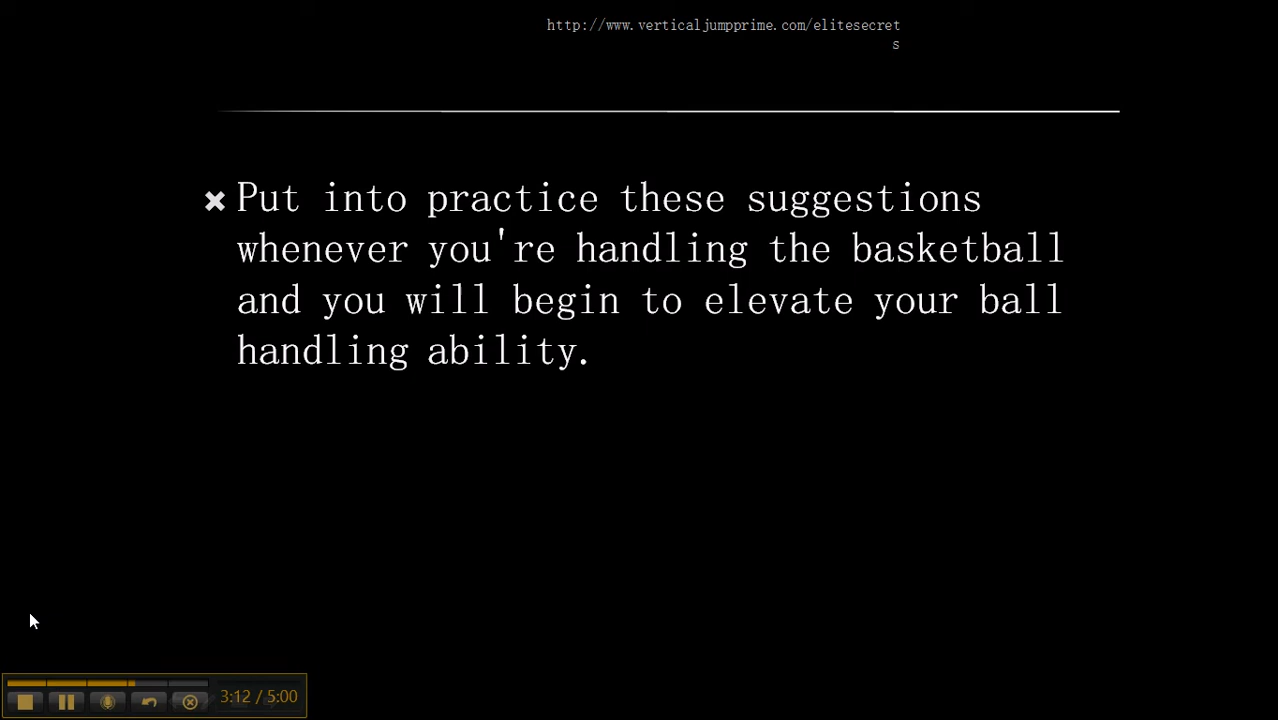 http://www.verticaljumpprime.com/elitesecret
s
Put into practice these suggestions
whenever you're handling the basketball
and you will begin to elevate your ball
handling ability.
3:12 / 5:00